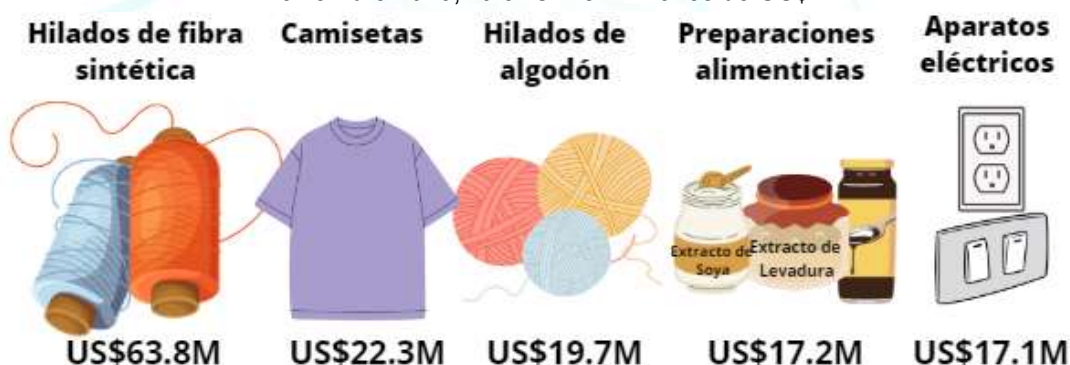 Hilados de fibra
sintética
Camisetas
Hilados de
algodón
Preparaciones
alimenticias
Aparatos
eléctricos
Extracto de
Soya
Extracto de
Levadura
US$63.8M
US$22.3M
US$19.7M
US$17.2M
US$17.1M